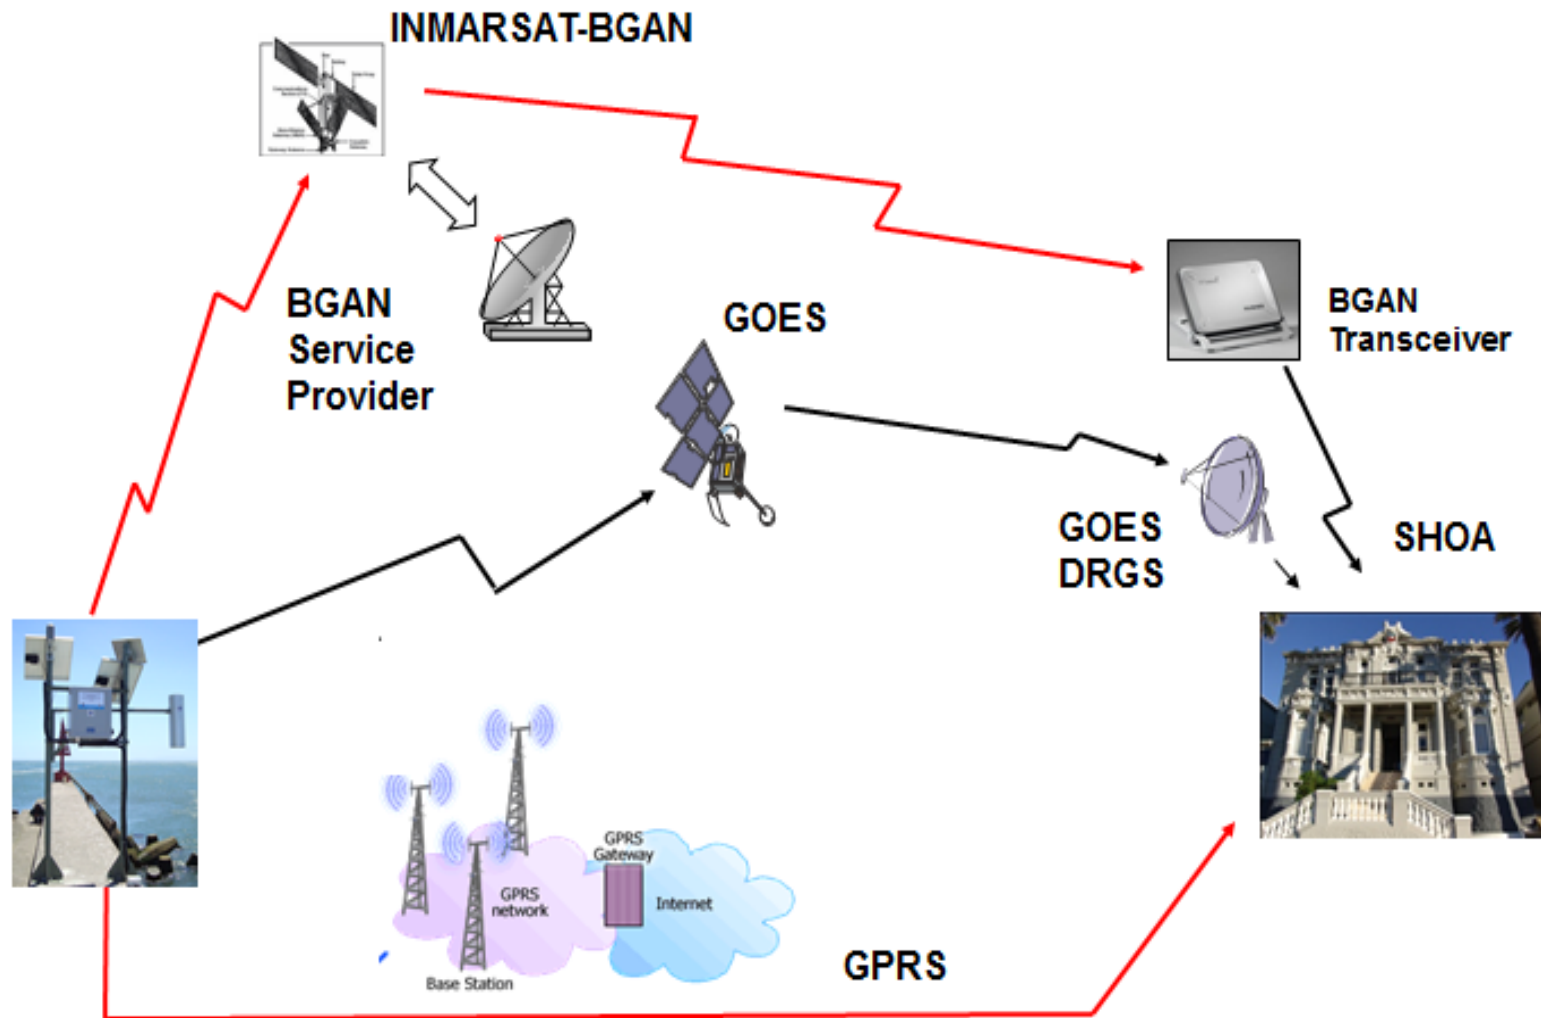 INMARSAT-BGAN
BGAN
Service
Provider
GOES
BGAN
Transceiver
GOES
DRGS
SHOA
GPRS
Gateway
GPRS
network
Internet
Base Station
GPRS